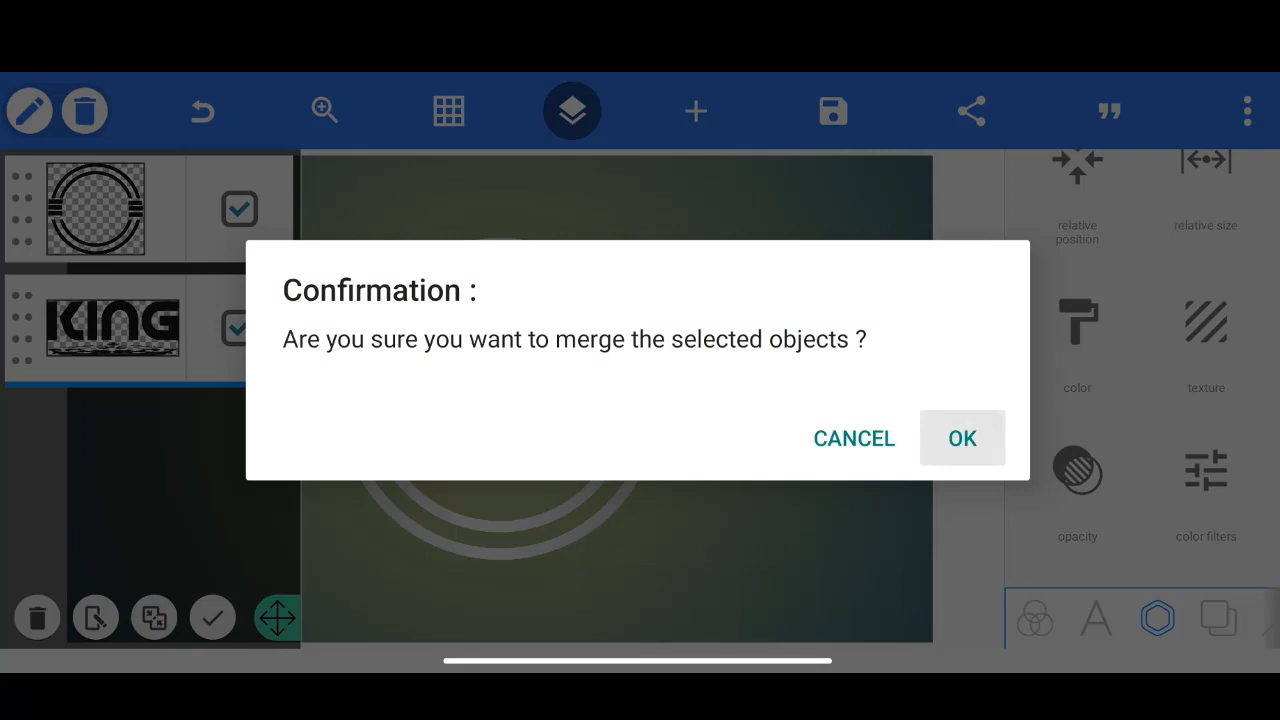 relative
position
relative size
KING
Confirmation :
Are you sure you want to merge the selected objects ?
color
texture
CANCEL
OK
opacity
color filters